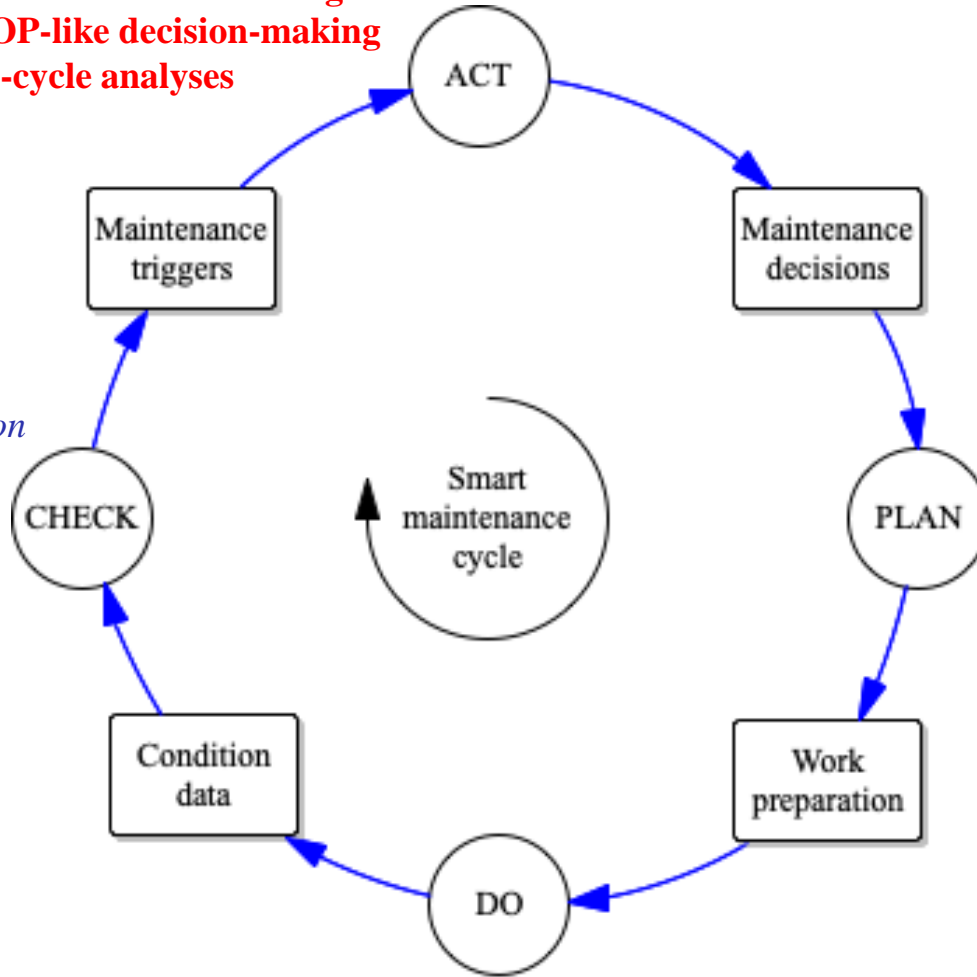 OP-like decision-making
-cycle analyses
ACT
Maintenance
triggers
Maintenance
decisions
on
CHECK
Smart
maintenance
cycle
PLAN
Condition
data
Work
preparation
DO